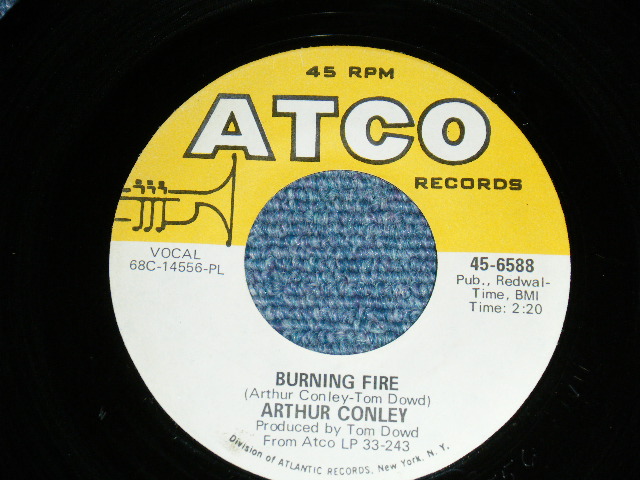 45 RPM
ATCO
RECORDS
VOCAL
68C-14556-PL
45-6588
Pub., Redwal-
Time, BMI
Time: 2:20
BURNING FIRE
(Arthur Conley-Tom Dowd)
ARTHUR CONLEY
Produced by Tom Dowd
From Atco LP 33-243
Division of ATLANTIC RECORDS, New York, N. Y.